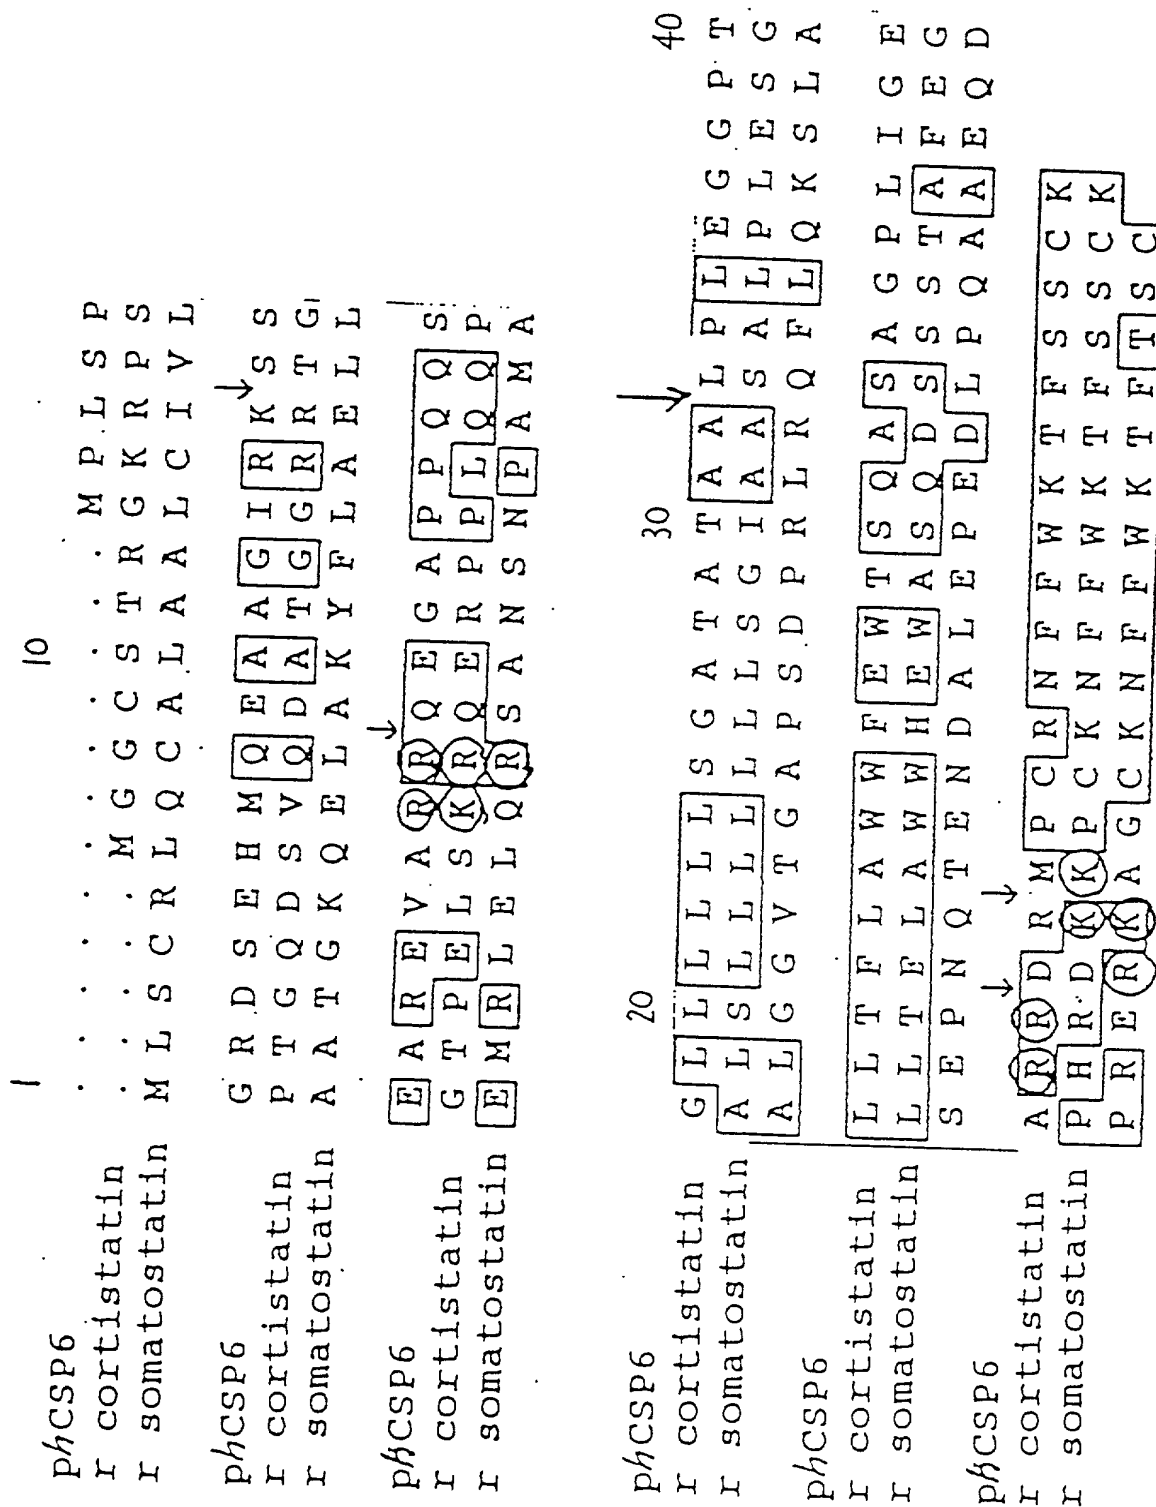 1 10
phCSP6 . . . . . . . . . . . . M P L S P
r cortistatin . . . . . M G G C S T R G K R P S
r somatostatin M L S C R L Q C A L A A L C I V L
phCSP6 G R D S E H M Q E A A G I R K S S
r cortistatin P T G Q D S V Q D A T G G R R T G
r somatostatin A A T G K Q E L A K Y F L A E L L
phCSP6 E A R E V A R R Q E G A P P Q Q S
r cortistatin G T P E L S K R Q E R P P L Q Q P
r somatostatin E M R L E L Q R S A N S N P A M A
20 30 40
phCSP6 G L L L L L L S G A T A T A A L P L E G G P T
r cortistatin A L S L L L L L L L S G I A A S A L P L E S G
r somatostatin A L G G V T G A P S D P R L R Q F L Q K S L A
phCSP6 L L T F L A W W F E W T S Q A S A G P L I G E
r cortistatin L L T E L A W W H E W A S Q D S S S T A F E G
r somatostatin S E P N Q T E N D A L E P E D L P Q A A E Q D
phCSP6 A R R D R M P C R N F F W K T F S S C K
r cortistatin P H R D K K P C K N F F W K T F S S C K
r somatostatin P R E R K A G C K N F F W K T F T S C